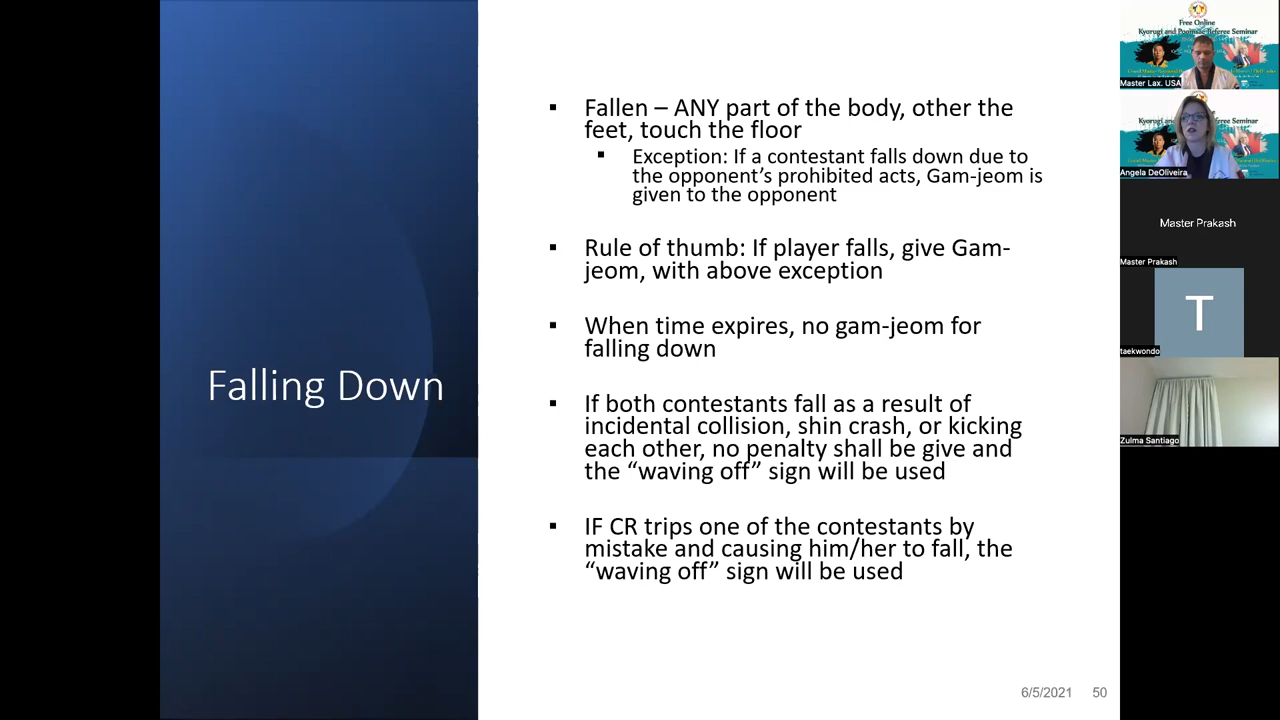 Falling Down
▪ Fallen – ANY part of the body, other the
feet, touch the floor
▪ Exception: If a contestant falls down due to
the opponent’s prohibited acts, Gam-jeom is
given to the opponent
▪ Rule of thumb: If player falls, give Gam-
jeom, with above exception
▪ When time expires, no gam-jeom for
falling down
▪ If both contestants fall as a result of
incidental collision, shin crash, or kicking
each other, no penalty shall be give and
the “waving off” sign will be used
▪ IF CR trips one of the contestants by
mistake and causing him/her to fall, the
“waving off” sign will be used
6/5/2021 50
Free Online
Kyorugi and Poomsae Referee Seminar
Master Lax. USA
Kyorugi and Poomsae Referee Seminar
Angela DeOliveira
Master Prakash
Master Prakash
T
taekwondo
Zulma Santiago